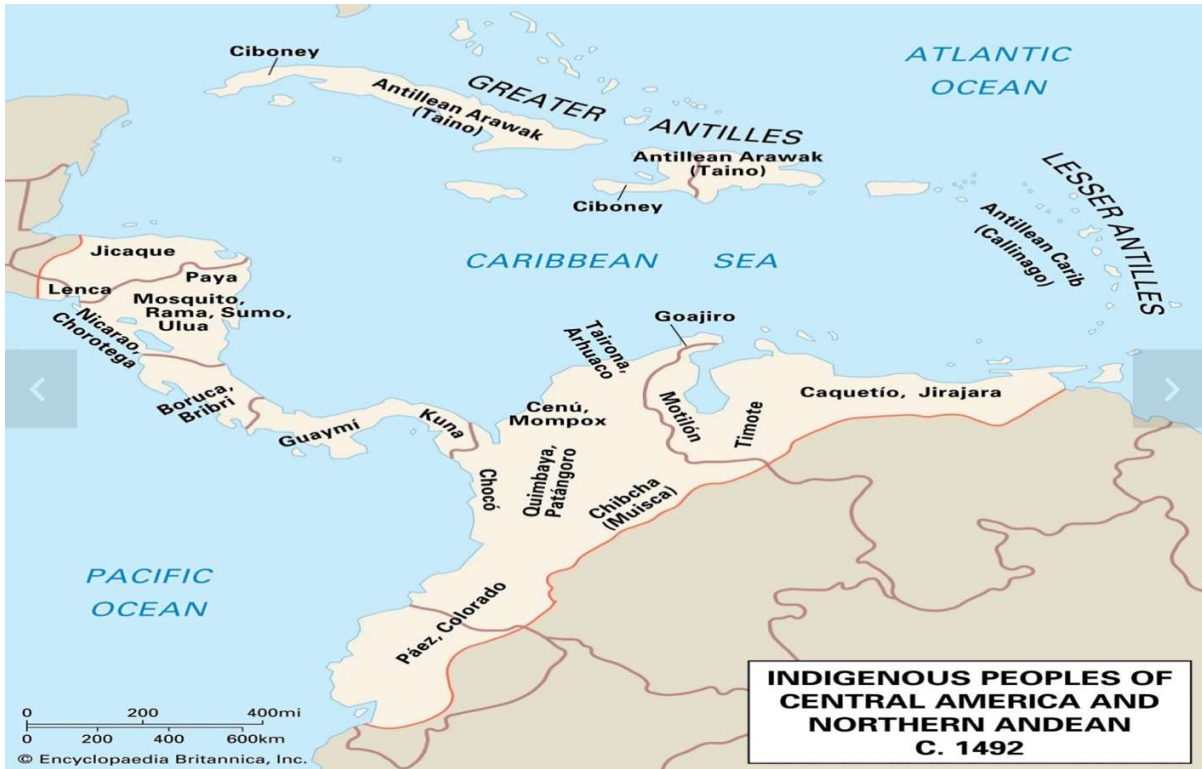 Ciboney
Antillean Arawak
(Taino)
GREATER ANTILLES
ATLANTIC
OCEAN
Antillean Arawak
(Taino)
Ciboney
LESSER ANTILLES
Antillean Carib
(Callinago)
CARIBBEAN SEA
Jicaque
Paya
Lenca
Mosquito,
Rama, Sumo,
Ulua
Nicarao,
Chorotega
Boruca,
Bribri
Guaymí
Kuna
Goajiro
Tairona,
Arhuaco
Cenú,
Mompox
Motilón
Timote
Caquetío, Jirajara
Chocó
Quimbaya,
Patángoro
Chibcha
(Muisca)
PACIFIC
OCEAN
Páez, Colorado
INDIGENOUS PEOPLES OF
CENTRAL AMERICA AND
NORTHERN ANDEAN
C. 1492
0 200 400mi
0 200 400 600km
© Encyclopaedia Britannica, Inc.